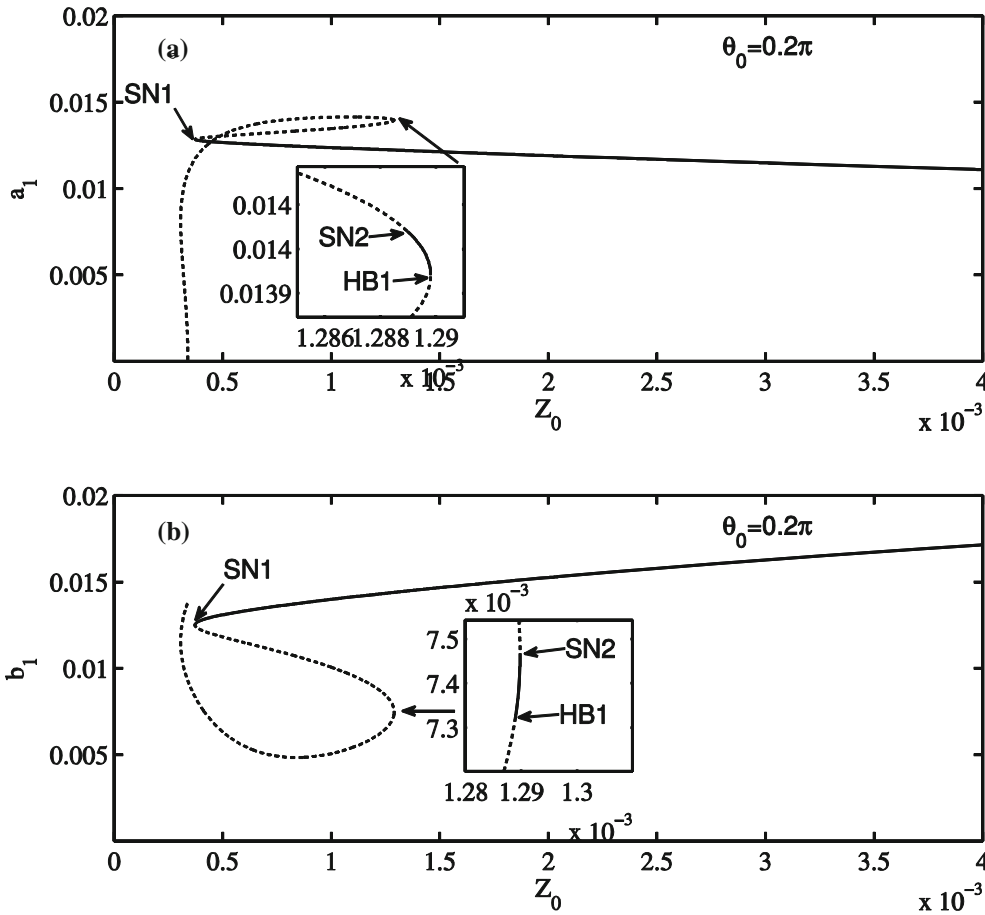 0.02
(a)
θ0=0.2π
SN1
0.015
0.01
a1
0.005
0.014
SN2
0.014
HB1
0.0139
1.286
1.288
1.29
x 10−3
0
0.5
1
1.5
2
2.5
3
3.5
4
Z0
x 10−3
0.02
(b)
θ0=0.2π
SN1
0.015
0.01
b1
0.005
x 10−3
7.5
SN2
7.4
HB1
7.3
1.28
1.29
1.3
x 10−3
0
0.5
1
1.5
2
2.5
3
3.5
4
Z0
x 10−3